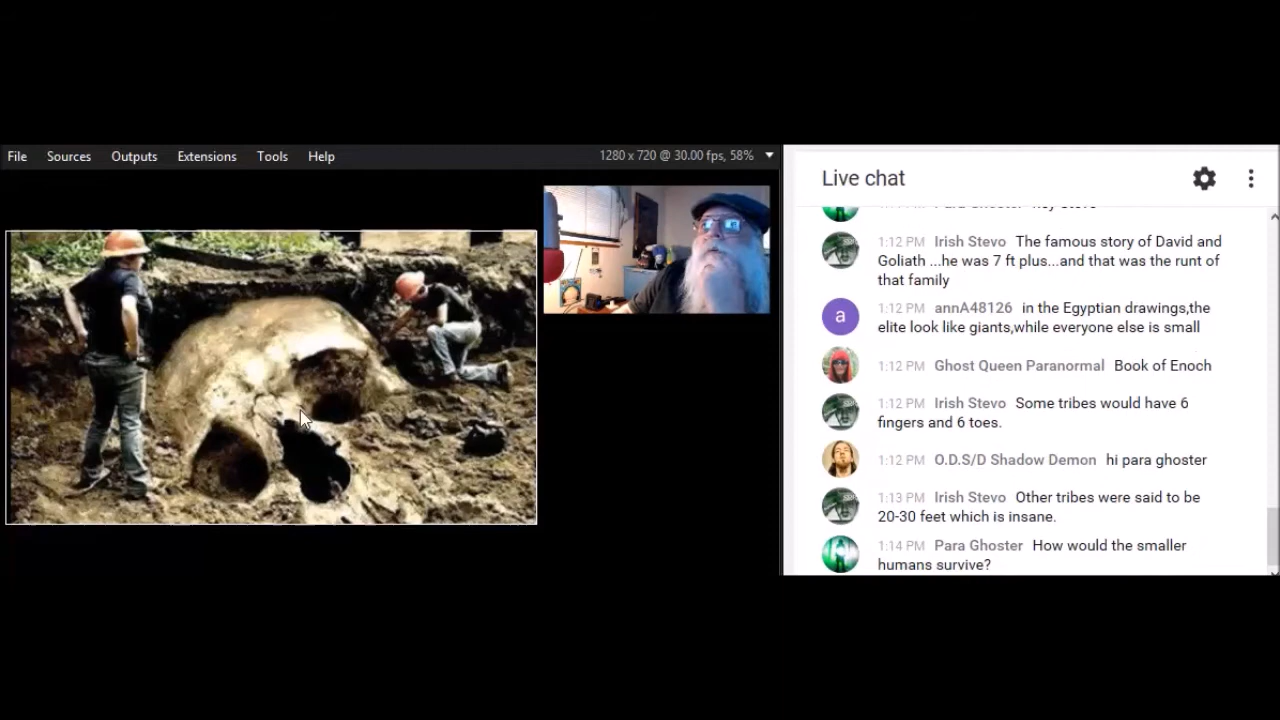 File Sources Outputs Extensions Tools Help
1280 x 720 @ 30.00 fps, 58%
Live chat
1:12 PM Irish Stevo The famous story of David and
Goliath ...he was 7 ft plus...and that was the runt of
that family
a
1:12 PM annA48126 in the Egyptian drawings,the
elite look like giants,while everyone else is small
1:12 PM Ghost Queen Paranormal Book of Enoch
1:12 PM Irish Stevo Some tribes would have 6
fingers and 6 toes.
1:12 PM O.D.S/D Shadow Demon hi para ghoster
1:13 PM Irish Stevo Other tribes were said to be
20-30 feet which is insane.
1:14 PM Para Ghoster How would the smaller
humans survive?